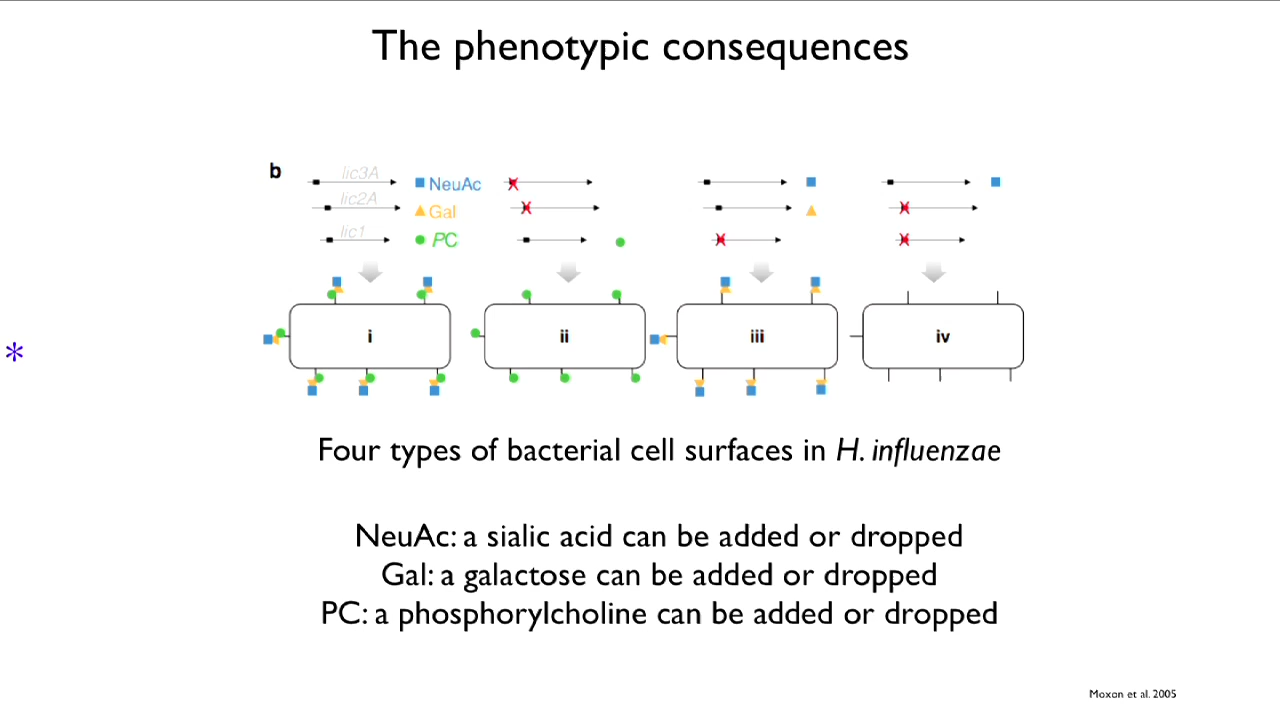 The phenotypic consequences
b
lic3A
NeuAc
lic2A
Gal
lic1
PC
i
ii
iii
iv
*
Four types of bacterial cell surfaces in H. influenzae
NeuAc: a sialic acid can be added or dropped
Gal: a galactose can be added or dropped
PC: a phosphorylcholine can be added or dropped
Moxon et al. 2005